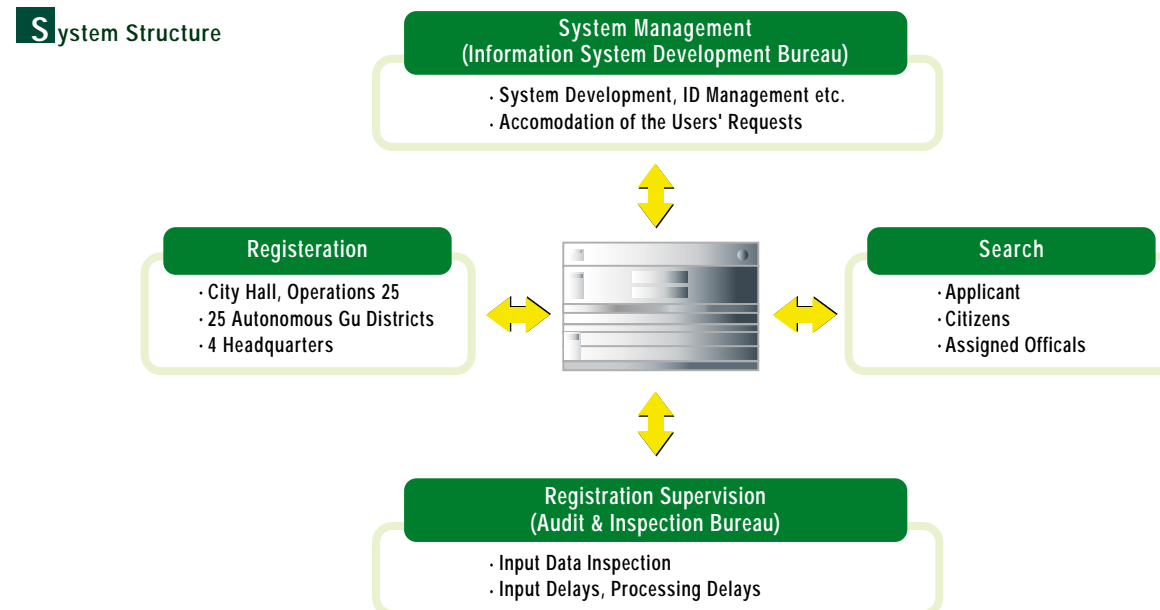 System Structure
System Management
(Information System Development Bureau)
· System Development, ID Management etc.
· Accomodation of the Users' Requests
Registeration
· City Hall, Operations 25
· 25 Autonomous Gu Districts
· 4 Headquarters
Search
· Applicant
· Citizens
· Assigned Officals
Registration Supervision
(Audit & Inspection Bureau)
· Input Data Inspection
· Input Delays, Processing Delays